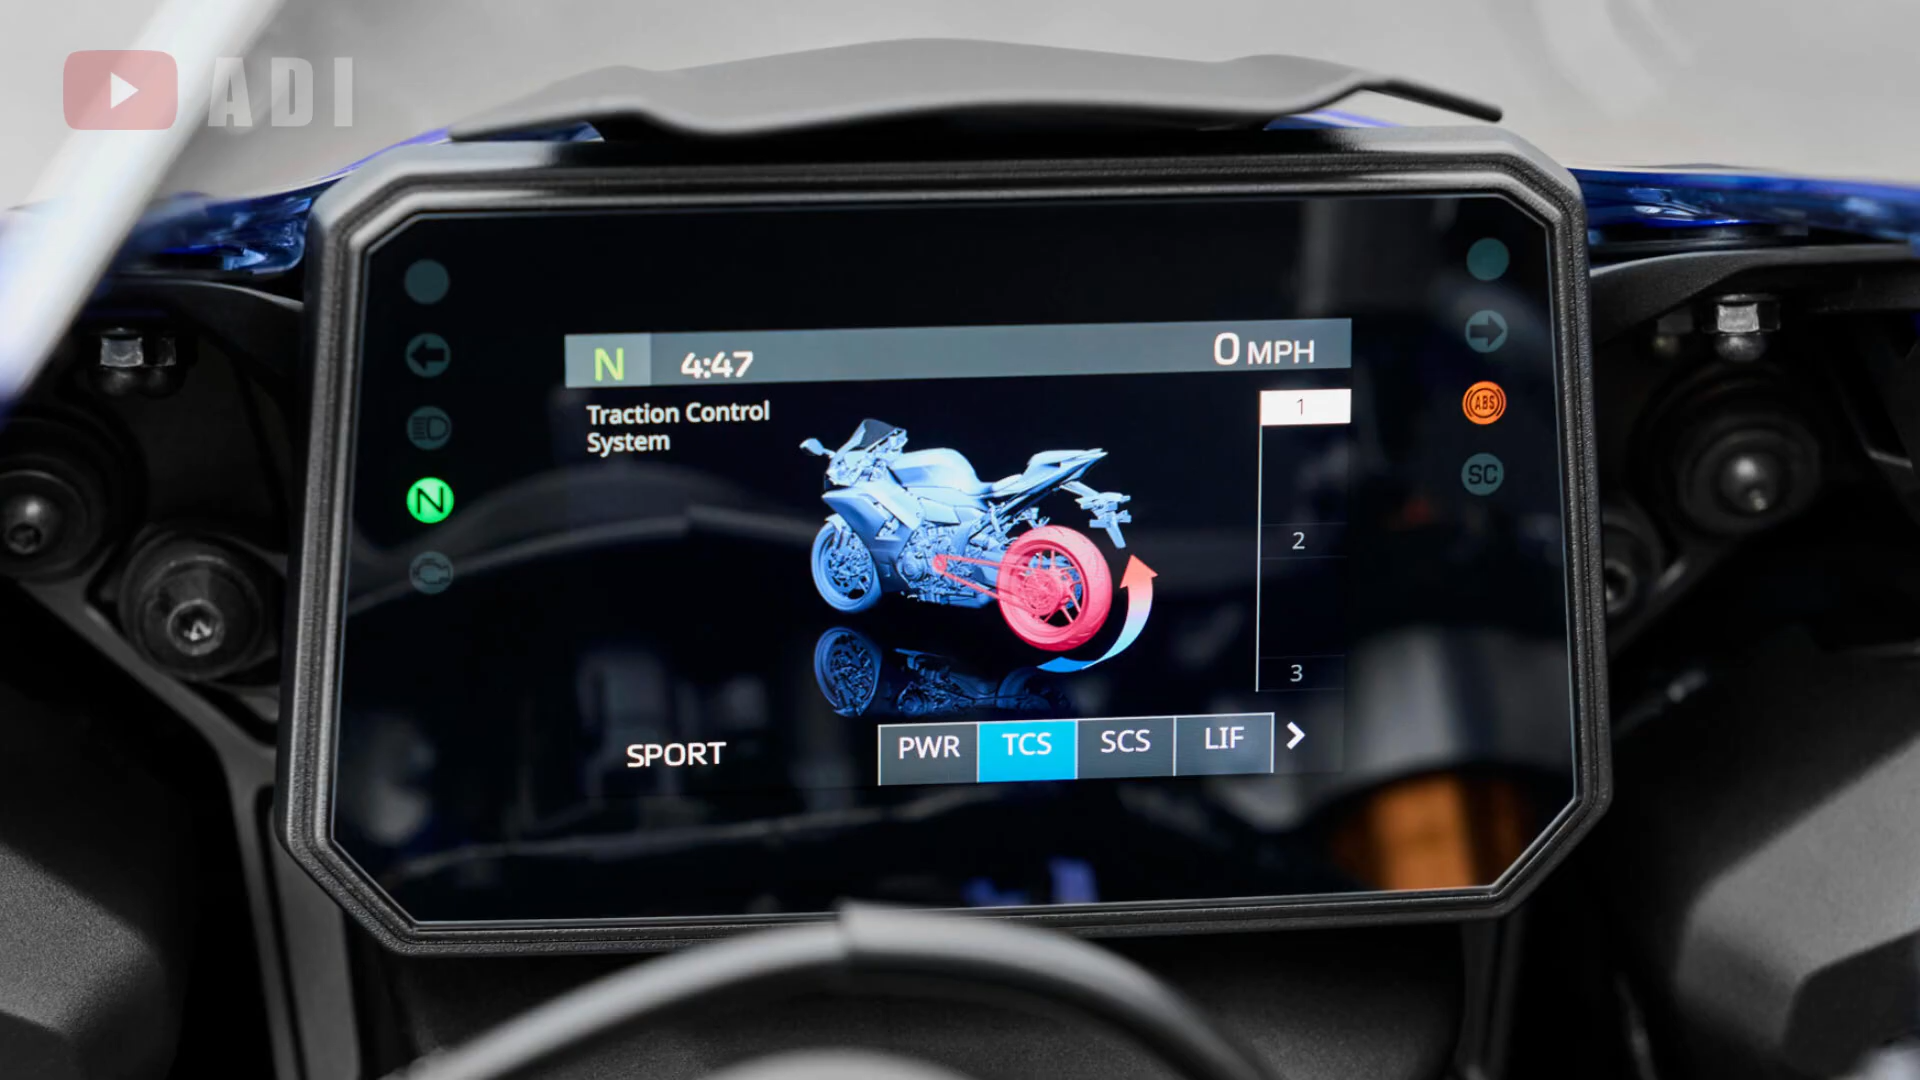 ADI
N
4:47
0 MPH
Traction Control
System
1
2
3
N
ABS
SC
SPORT
PWR
TCS
SCS
LIF